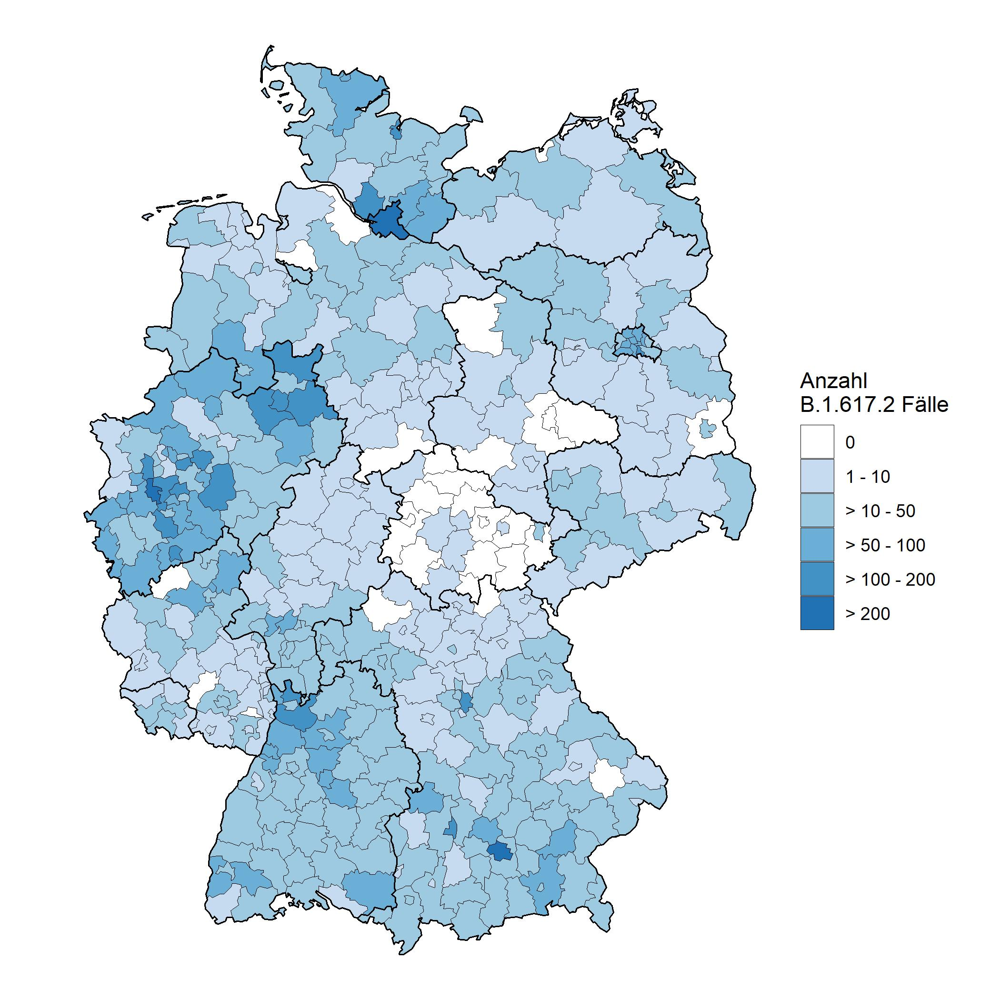 Anzahl
B.1.617.2 Fälle
0
1 - 10
> 10 - 50
> 50 - 100
> 100 - 200
> 200